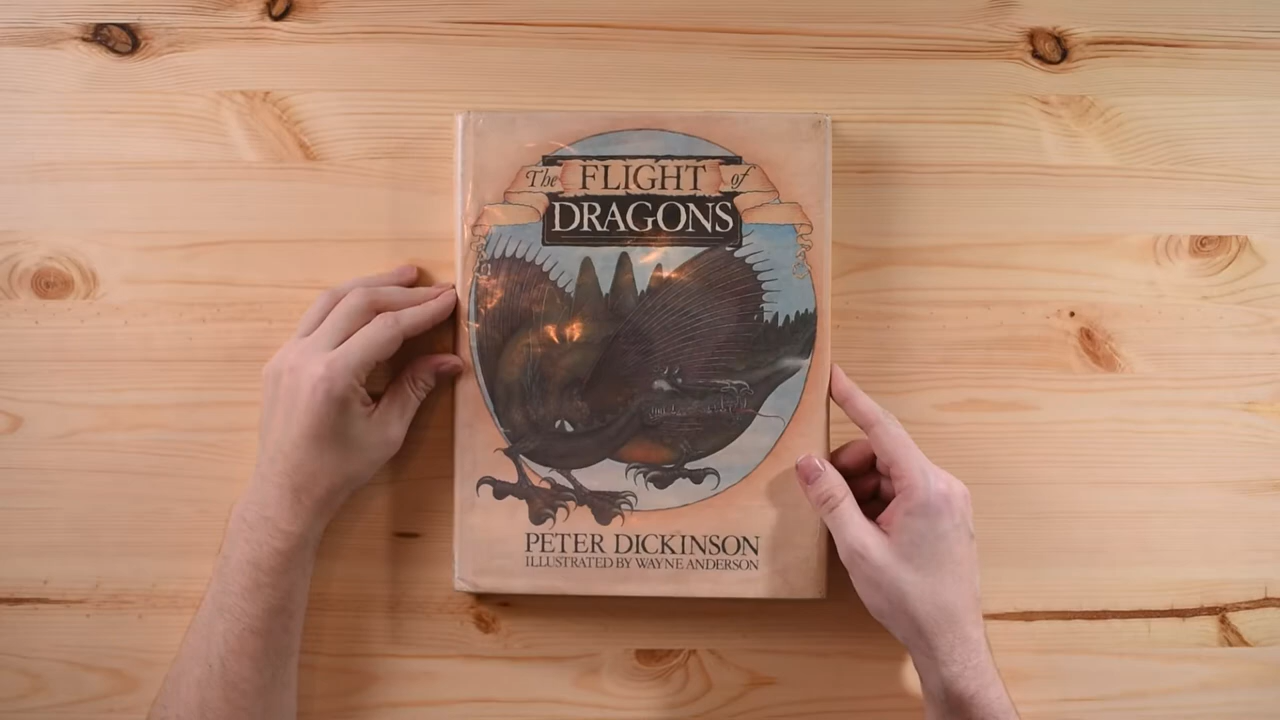 The FLIGHT of
DRAGONS
PETER DICKINSON
ILLUSTRATED BY WAYNE ANDERSON